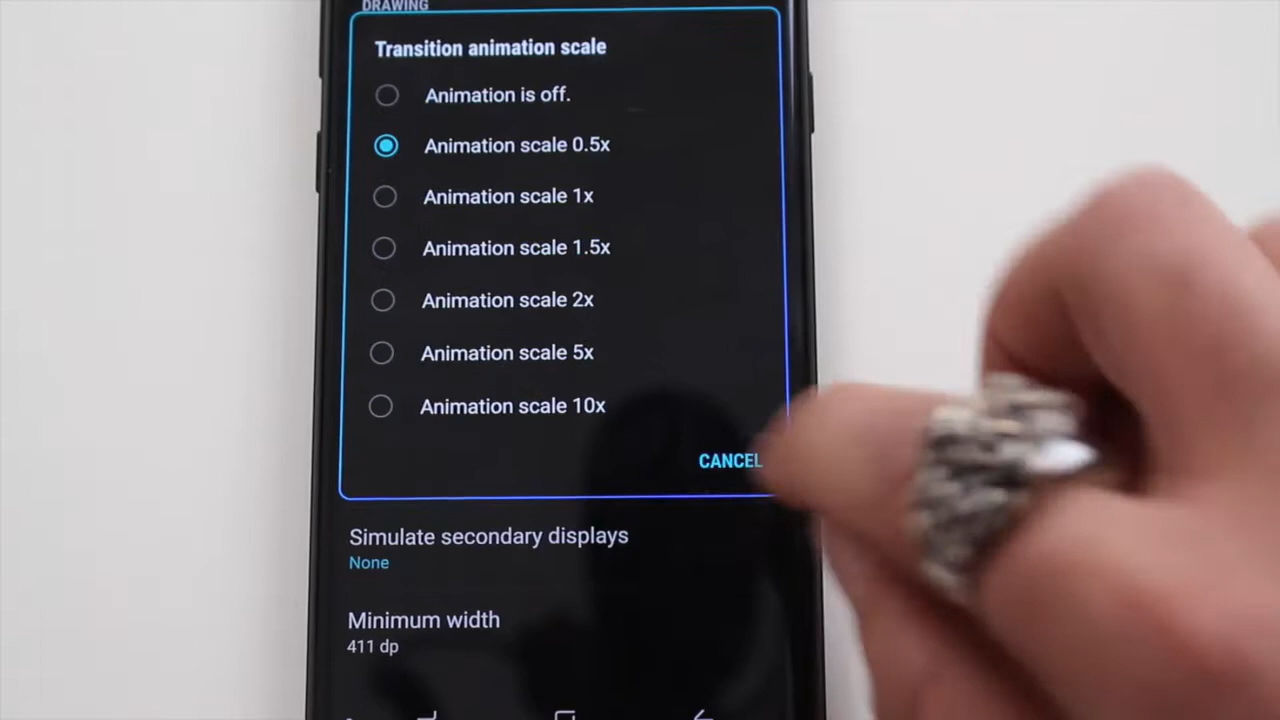 DRAWING
Transition animation scale
Animation is off.
Animation scale 0.5x
Animation scale 1x
Animation scale 1.5x
Animation scale 2x
Animation scale 5x
Animation scale 10x
CANCEL
Simulate secondary displays
None
Minimum width
411 dp